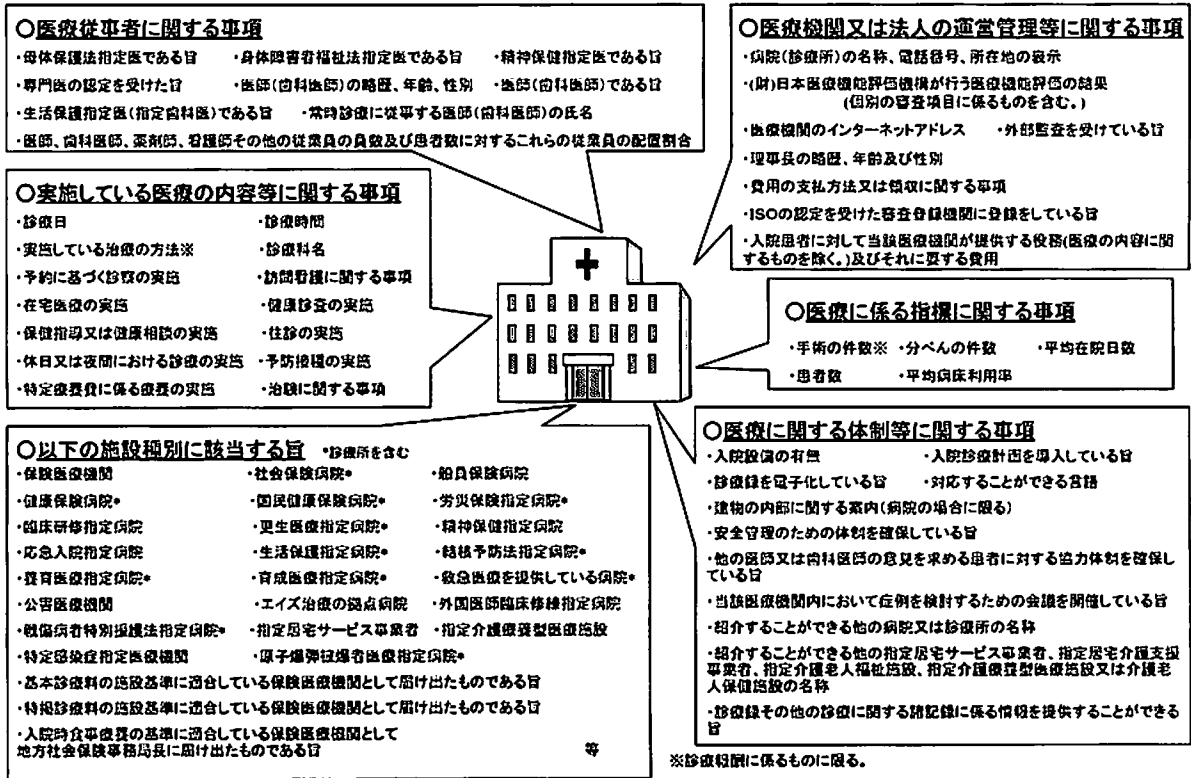 ○医療従事者に関する事項
・母体保護法指定医である旨 ・身体障害者福祉法指定医である旨 ・精神保健指定医である旨
・専門医の認定を受けた旨 ・医師(歯科医師)の略歴、年齢、性別 ・医師(歯科医師)である旨
・生活保護指定医(指定歯科医)である旨 ・常時診療に従事する医師(歯科医師)の氏名
・医師、歯科医師、薬剤師、看護師その他の従業員の員数及び患者数に対するこれらの従業員の配置割合
○医療機関又は法人の運営管理等に関する事項
・病院(診療所)の名称、電話番号、所在地の表示
・(財)日本医療機能評価機構が行う医療機能評価の結果
(個別の審査項目に係るものを含む。)
・医療機関のインターネットアドレス ・外部監査を受けている旨
・理事長の略歴、年齢及び性別
・費用の支払方法又は領収に関する事項
・ISOの認定を受けた審査登録機関に登録をしている旨
・入院患者に対して当該医療機関が提供する役務(医療の内容に関
するものを除く。)及びそれに要する費用
○実施している医療の内容等に関する事項
・診療日 ・診療時間
・実施している治療の方法※ ・診療科名
・予約に基づく診察の実施 ・訪問看護に関する事項
・在宅医療の実施 ・健康診査の実施
・保健指導又は健康相談の実施 ・往診の実施
・休日又は夜間における診療の実施 ・予防接種の実施
・特定療養費に係る療養の実施 ・治験に関する事項
○医療に係る指標に関する事項
・手術の件数※ ・分べんの件数 ・平均在院日数
・患者数 ・平均病床利用率
○以下の施設種別に該当する旨 *診療所を含む
・保険医療機関 ・社会保険病院* ・船員保険病院
・健康保険病院* ・国民健康保険病院* ・労災保険指定病院*
・臨床研修指定病院 ・更生医療指定病院* ・精神保健指定病院
・応急入院指定病院 ・生活保護指定病院* ・結核予防法指定病院*
・養育医療指定病院* ・育成医療指定病院* ・救急医療を提供している病院*
・公害医療機関 ・エイズ治療の拠点病院 ・外国医師臨床修練指定病院
・戦傷病者特別援護法指定病院* ・指定居宅サービス事業者 ・指定介護療養型医療施設
・特定感染症指定医療機関 ・原子爆弾被爆者医療指定病院*
・基本診療料の施設基準に適合している保険医療機関として届け出たものである旨
・特掲診療料の施設基準に適合している保険医療機関として届け出たものである旨
・入院時食事療養の基準に適合している保険医療機関として
地方社会保険事務局長に届け出たものである旨 等
○医療に関する体制等に関する事項
・入院設備の有無 ・入院診療計画を導入している旨
・診療録を電子化している旨 ・対応することができる言語
・建物の内部に関する案内(病院の場合に限る)
・安全管理のための体制を確保している旨
・他の医師又は歯科医師の意見を求める患者に対する協力体制を確保し
ている旨
・当該医療機関内において症例を検討するための会議を開催している旨
・紹介することができる他の病院又は診療所の名称
・紹介することができる他の指定居宅サービス事業者、指定居宅介護支援
事業者、指定介護老人福祉施設、指定介護療養型医療施設又は介護老
人保健施設の名称
・診療録その他の診療に関する諸記録に係る情報を提供することができる
旨
※診療報酬に係るものに限る。